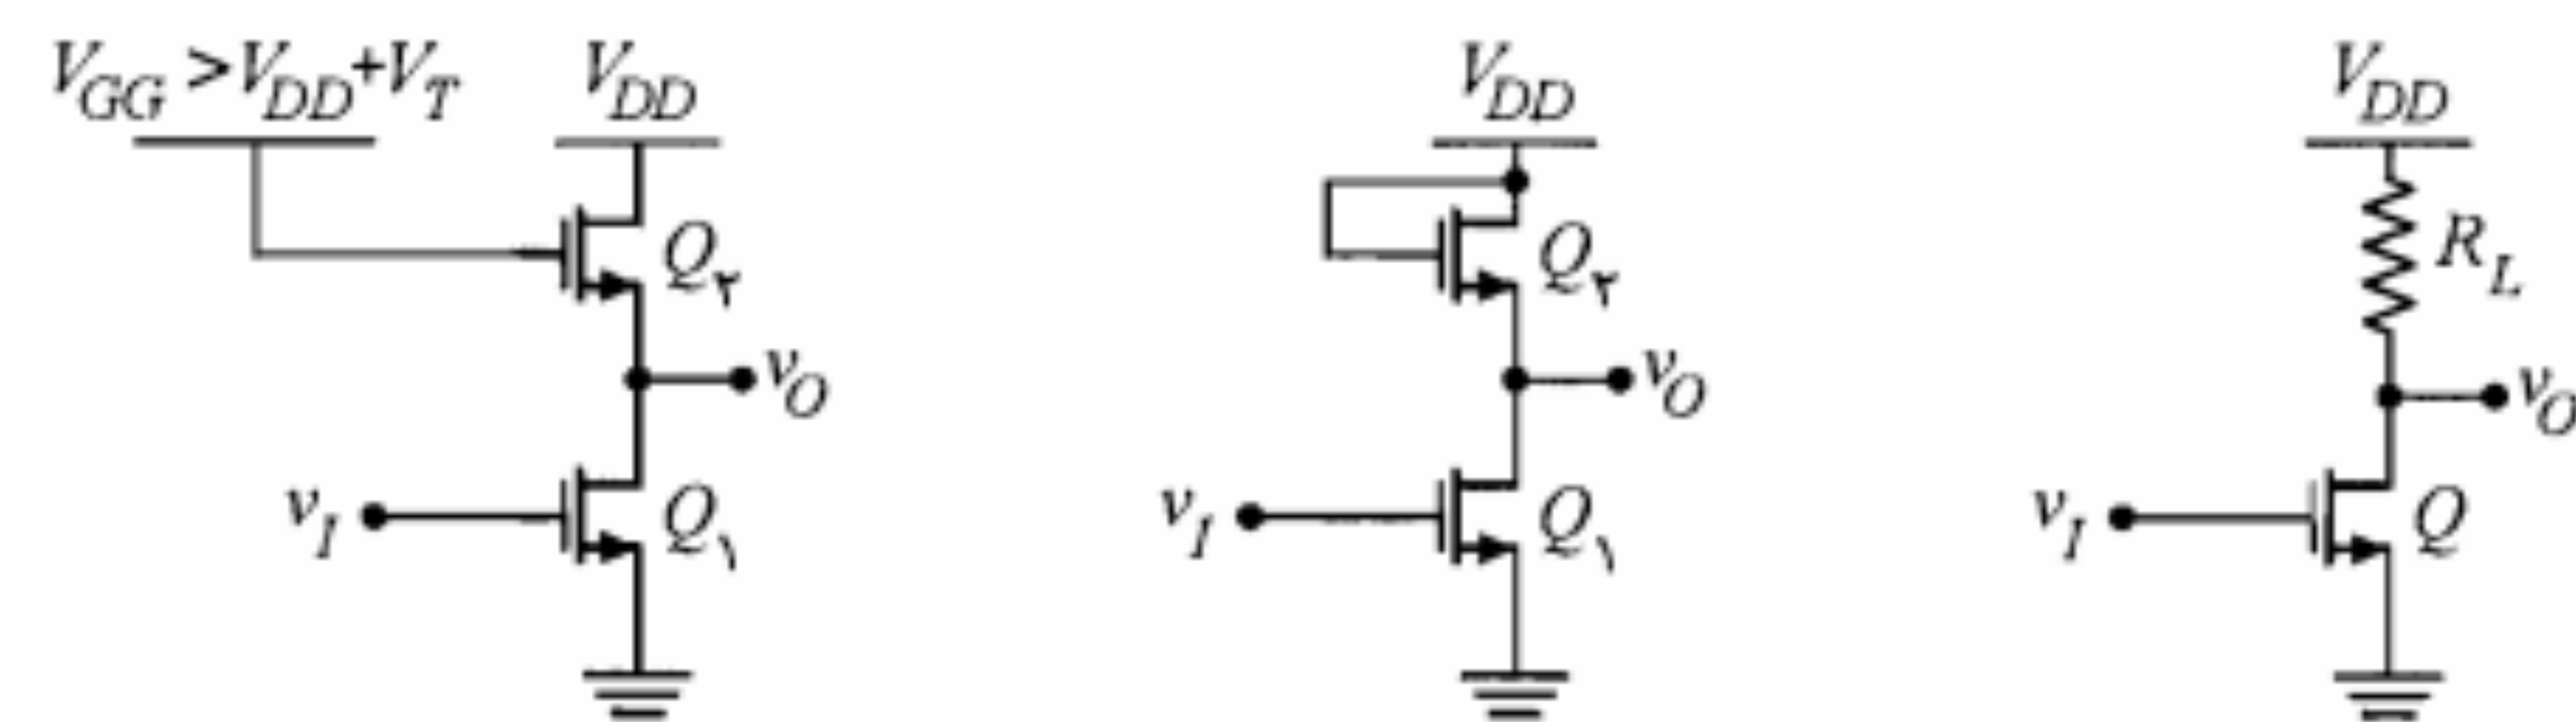 V_GG > V_DD + V_T   V_DD
Q_۲
v_O
v_I
Q_۱
V_DD
Q_۲
v_O
v_I
Q_۱
V_DD
R_L
v_O
v_I
Q